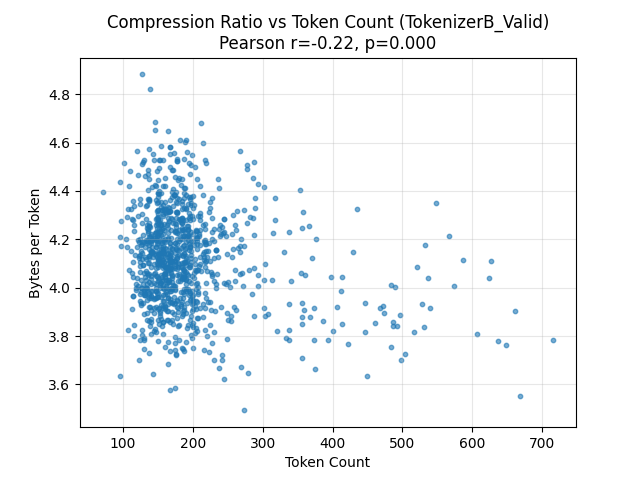 Compression Ratio vs Token Count (TokenizerB_Valid)
Pearson r=-0.22, p=0.000
4.8
4.6
4.4
4.2
4.0
3.8
3.6
Bytes per Token
100 200 300 400 500 600 700
Token Count